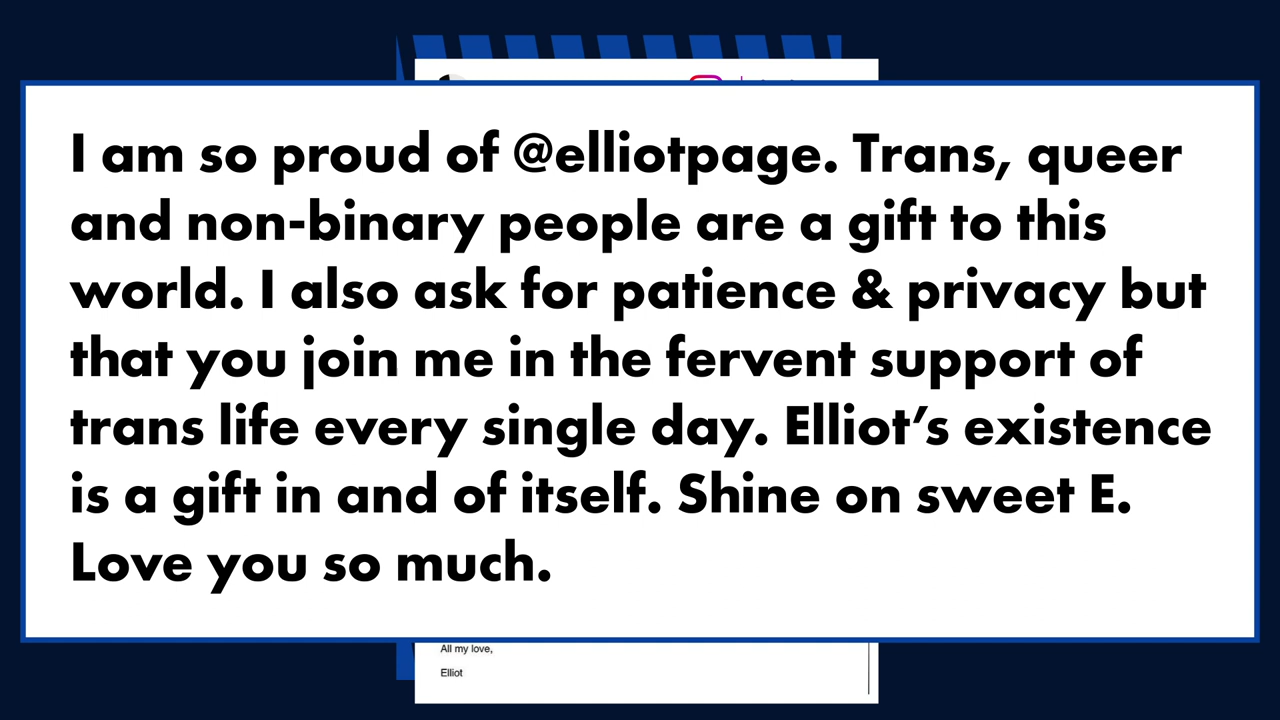 I am so proud of @elliotpage. Trans, queer
and non-binary people are a gift to this
world. I also ask for patience & privacy but
that you join me in the fervent support of
trans life every single day. Elliot’s existence
is a gift in and of itself. Shine on sweet E.
Love you so much.
All my love,
Elliot